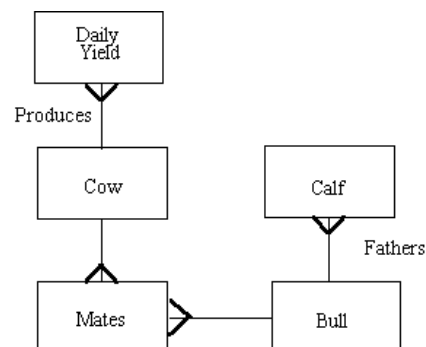 Daily
Yield
Produces
Cow
Calf
Fathers
Mates
Bull